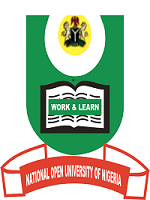 WORK & LEARN
NATIONAL OPEN UNIVERSITY OF NIGERIA